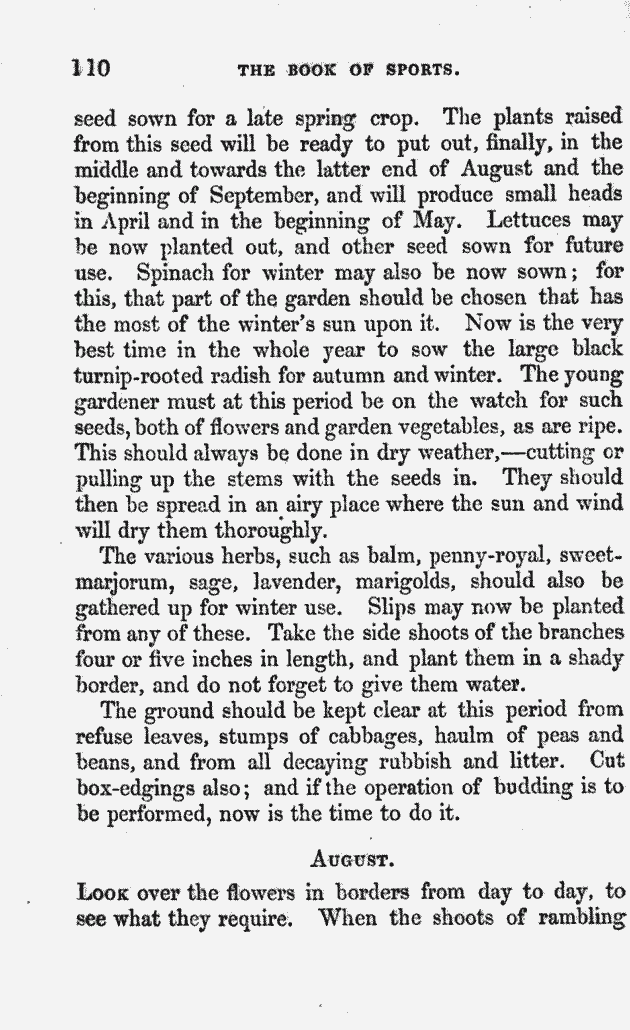 110 THE BOOK OF SPORTS.
seed sown for a late spring crop. The plants raised
from this seed will be ready to put out, finally, in the
middle and towards the latter end of August and the
beginning of September, and will produce small heads
in April and in the beginning of May. Lettuces may
be now planted out, and other seed sown for future
use. Spinach for winter may also be now sown; for
this, that part of the garden should be chosen that has
the most of the winter's sun upon it. Now is the very
best time in the whole year to sow the large black
turnip-rooted radish for autumn and winter. The young
gardener must at this period be on the watch for such
seeds, both of flowers and garden vegetables, as are ripe.
This should always be done in dry weather,—cutting or
pulling up the stems with the seeds in. They should
then be spread in an airy place where the sun and wind
will dry them thoroughly.
The various herbs, such as balm, penny-royal, sweet-
marjorum, sage, lavender, marigolds, should also be
gathered up for winter use. Slips may now be planted
from any of these. Take the side shoots of the branches
four or five inches in length, and plant them in a shady
border, and do not forget to give them water.
The ground should be kept clear at this period from
refuse leaves, stumps of cabbages, haulm of peas and
beans, and from all decaying rubbish and litter. Cut
box-edgings also; and if the operation of budding is to
be performed, now is the time to do it.
AUGUST.
LOOK over the flowers in borders from day to day, to
see what they require. When the shoots of rambling